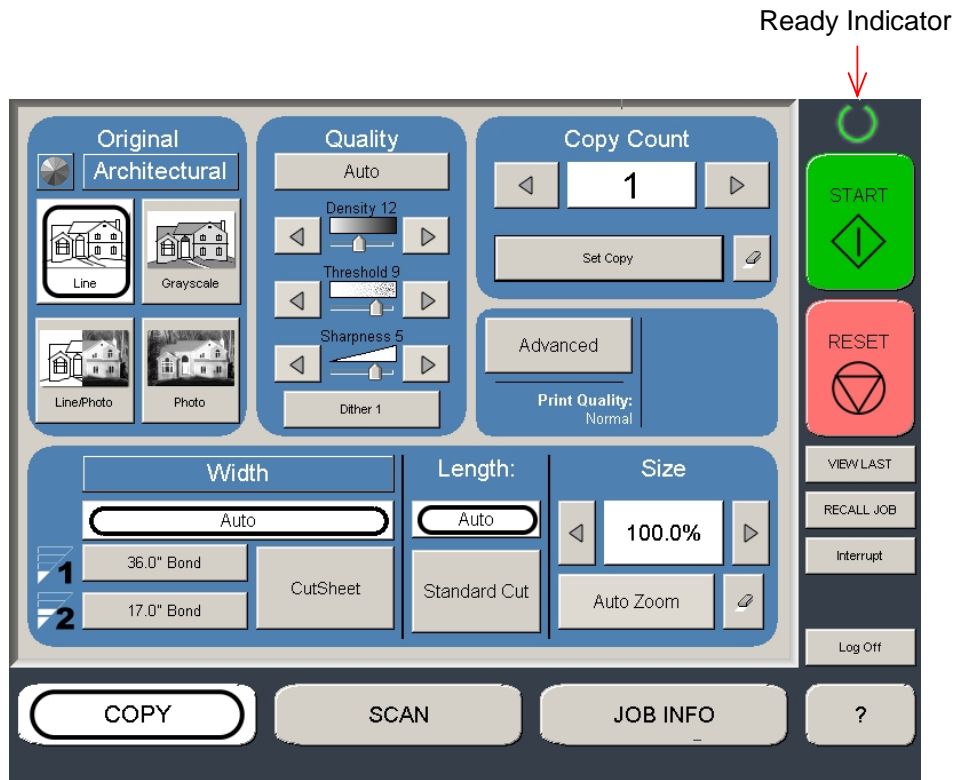 Ready Indicator
Original
Architectural
Line
Grayscale
Line/Photo
Photo
Quality
Auto
Density 12
Threshold 9
Sharpness 5
Dither 1
Copy Count
1
Set Copy
Advanced
Print Quality:
Normal
START
RESET
VIEW LAST
RECALL JOB
Interrupt
Log Off
Width
Auto
1
36.0" Bond
2
17.0" Bond
CutSheet
Length:
Auto
Standard Cut
Size
100.0%
Auto Zoom
COPY
SCAN
JOB INFO
?